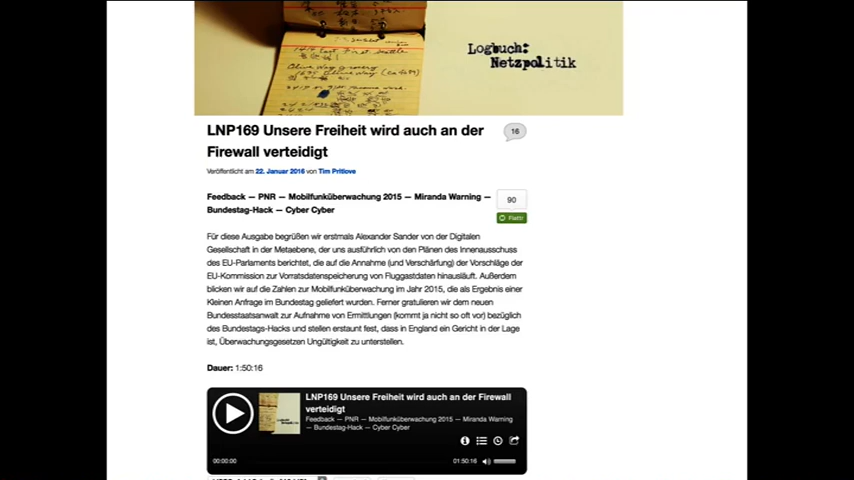 Logbuch:
Netzpolitik
LNP169 Unsere Freiheit wird auch an der
Firewall verteidigt
16
Veröffentlicht am 22. Januar 2016 von Tim Pritlove
Feedback — PNR — Mobilfunküberwachung 2015 — Miranda Warning —
Bundestag-Hack — Cyber Cyber
90
Flattr
Für diese Ausgabe begrüßen wir erstmals Alexander Sander von der Digitalen
Gesellschaft in der Metaebene, der uns ausführlich von den Plänen des Innenausschuss
des EU-Parlaments berichtet, die auf die Annahme (und Verschärfung) der Vorschläge der
EU-Kommission zur Vorratsdatenspeicherung von Fluggastdaten hinausläuft. Außerdem
blicken wir auf die Zahlen zur Mobilfunküberwachung im Jahr 2015, die als Ergebnis einer
Kleinen Anfrage im Bundestag geliefert wurden. Ferner gratulieren wir dem neuen
Bundesstaatsanwalt zur Aufnahme von Ermittlungen (kommt ja nicht so oft vor) bezüglich
des Bundestags-Hacks und stellen erstaunt fest, dass in England ein Gericht in der Lage
ist, Überwachungsgesetzen Ungültigkeit zu unterstellen.
Dauer: 1:50:16
LNP169 Unsere Freiheit wird auch an der Firewall
verteidigt
Feedback — PNR — Mobilfunküberwachung 2015 — Miranda Warning
— Bundestag-Hack — Cyber Cyber
00:00:00
01:50:16